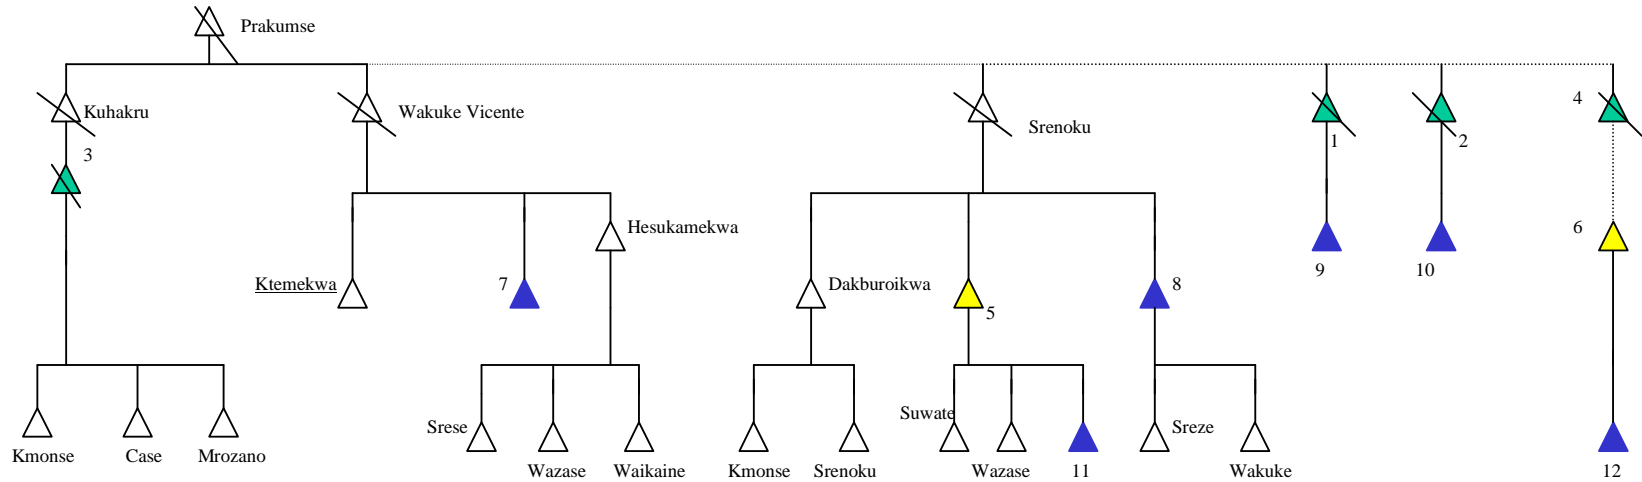 Prakumse
Kuhakru
Wakuke Vicente
Srenoku
1
2
4
3
Hesukamekwa
Ktemekwa
7
Dakburoikwa
5
8
9
10
6
Kmonse
Case
Mrozano
Srese
Wazase
Waikaine
Kmonse
Srenoku
Suwate
Wazase
11
Sreze
Wakuke
12